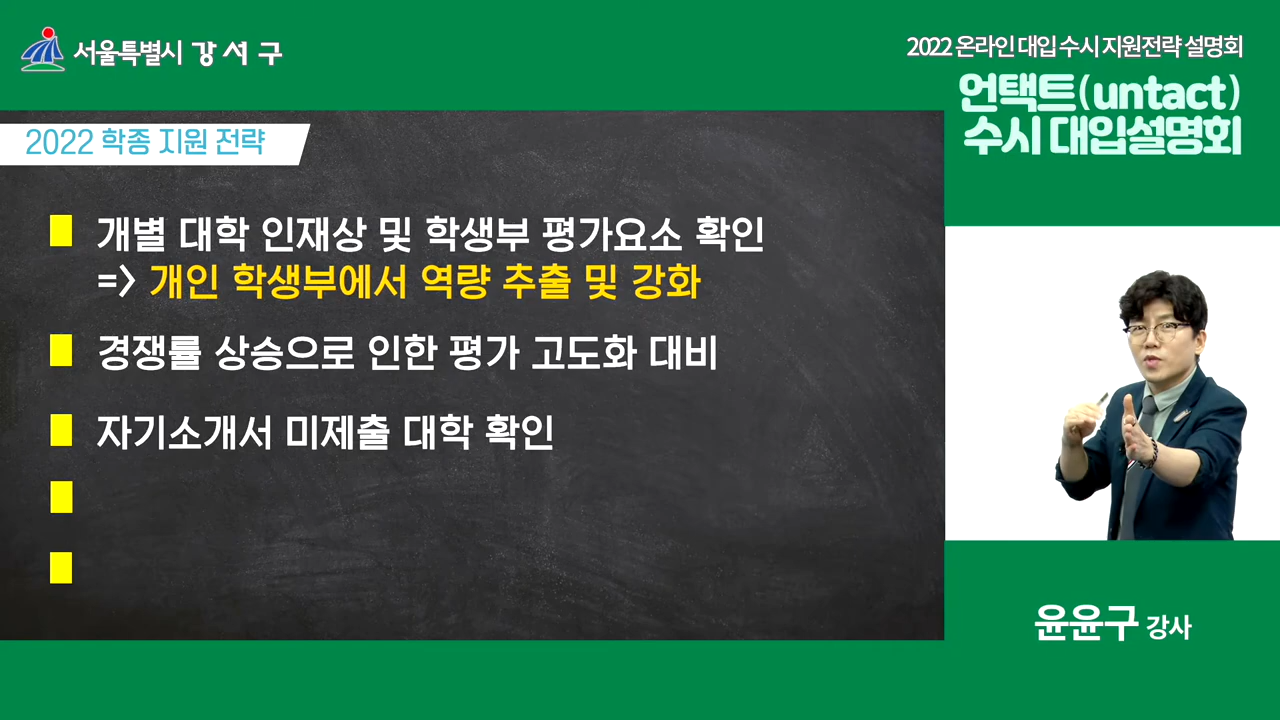 서울특별시 강서구
2022 온라인 대입 수시 지원전략 설명회
언택트(untact)
수시 대입설명회
2022 학종 지원 전략
개별 대학 인재상 및 학생부 평가요소 확인
=> 개인 학생부에서 역량 추출 및 강화
경쟁률 상승으로 인한 평가 고도화 대비
자기소개서 미제출 대학 확인
윤윤구 강사